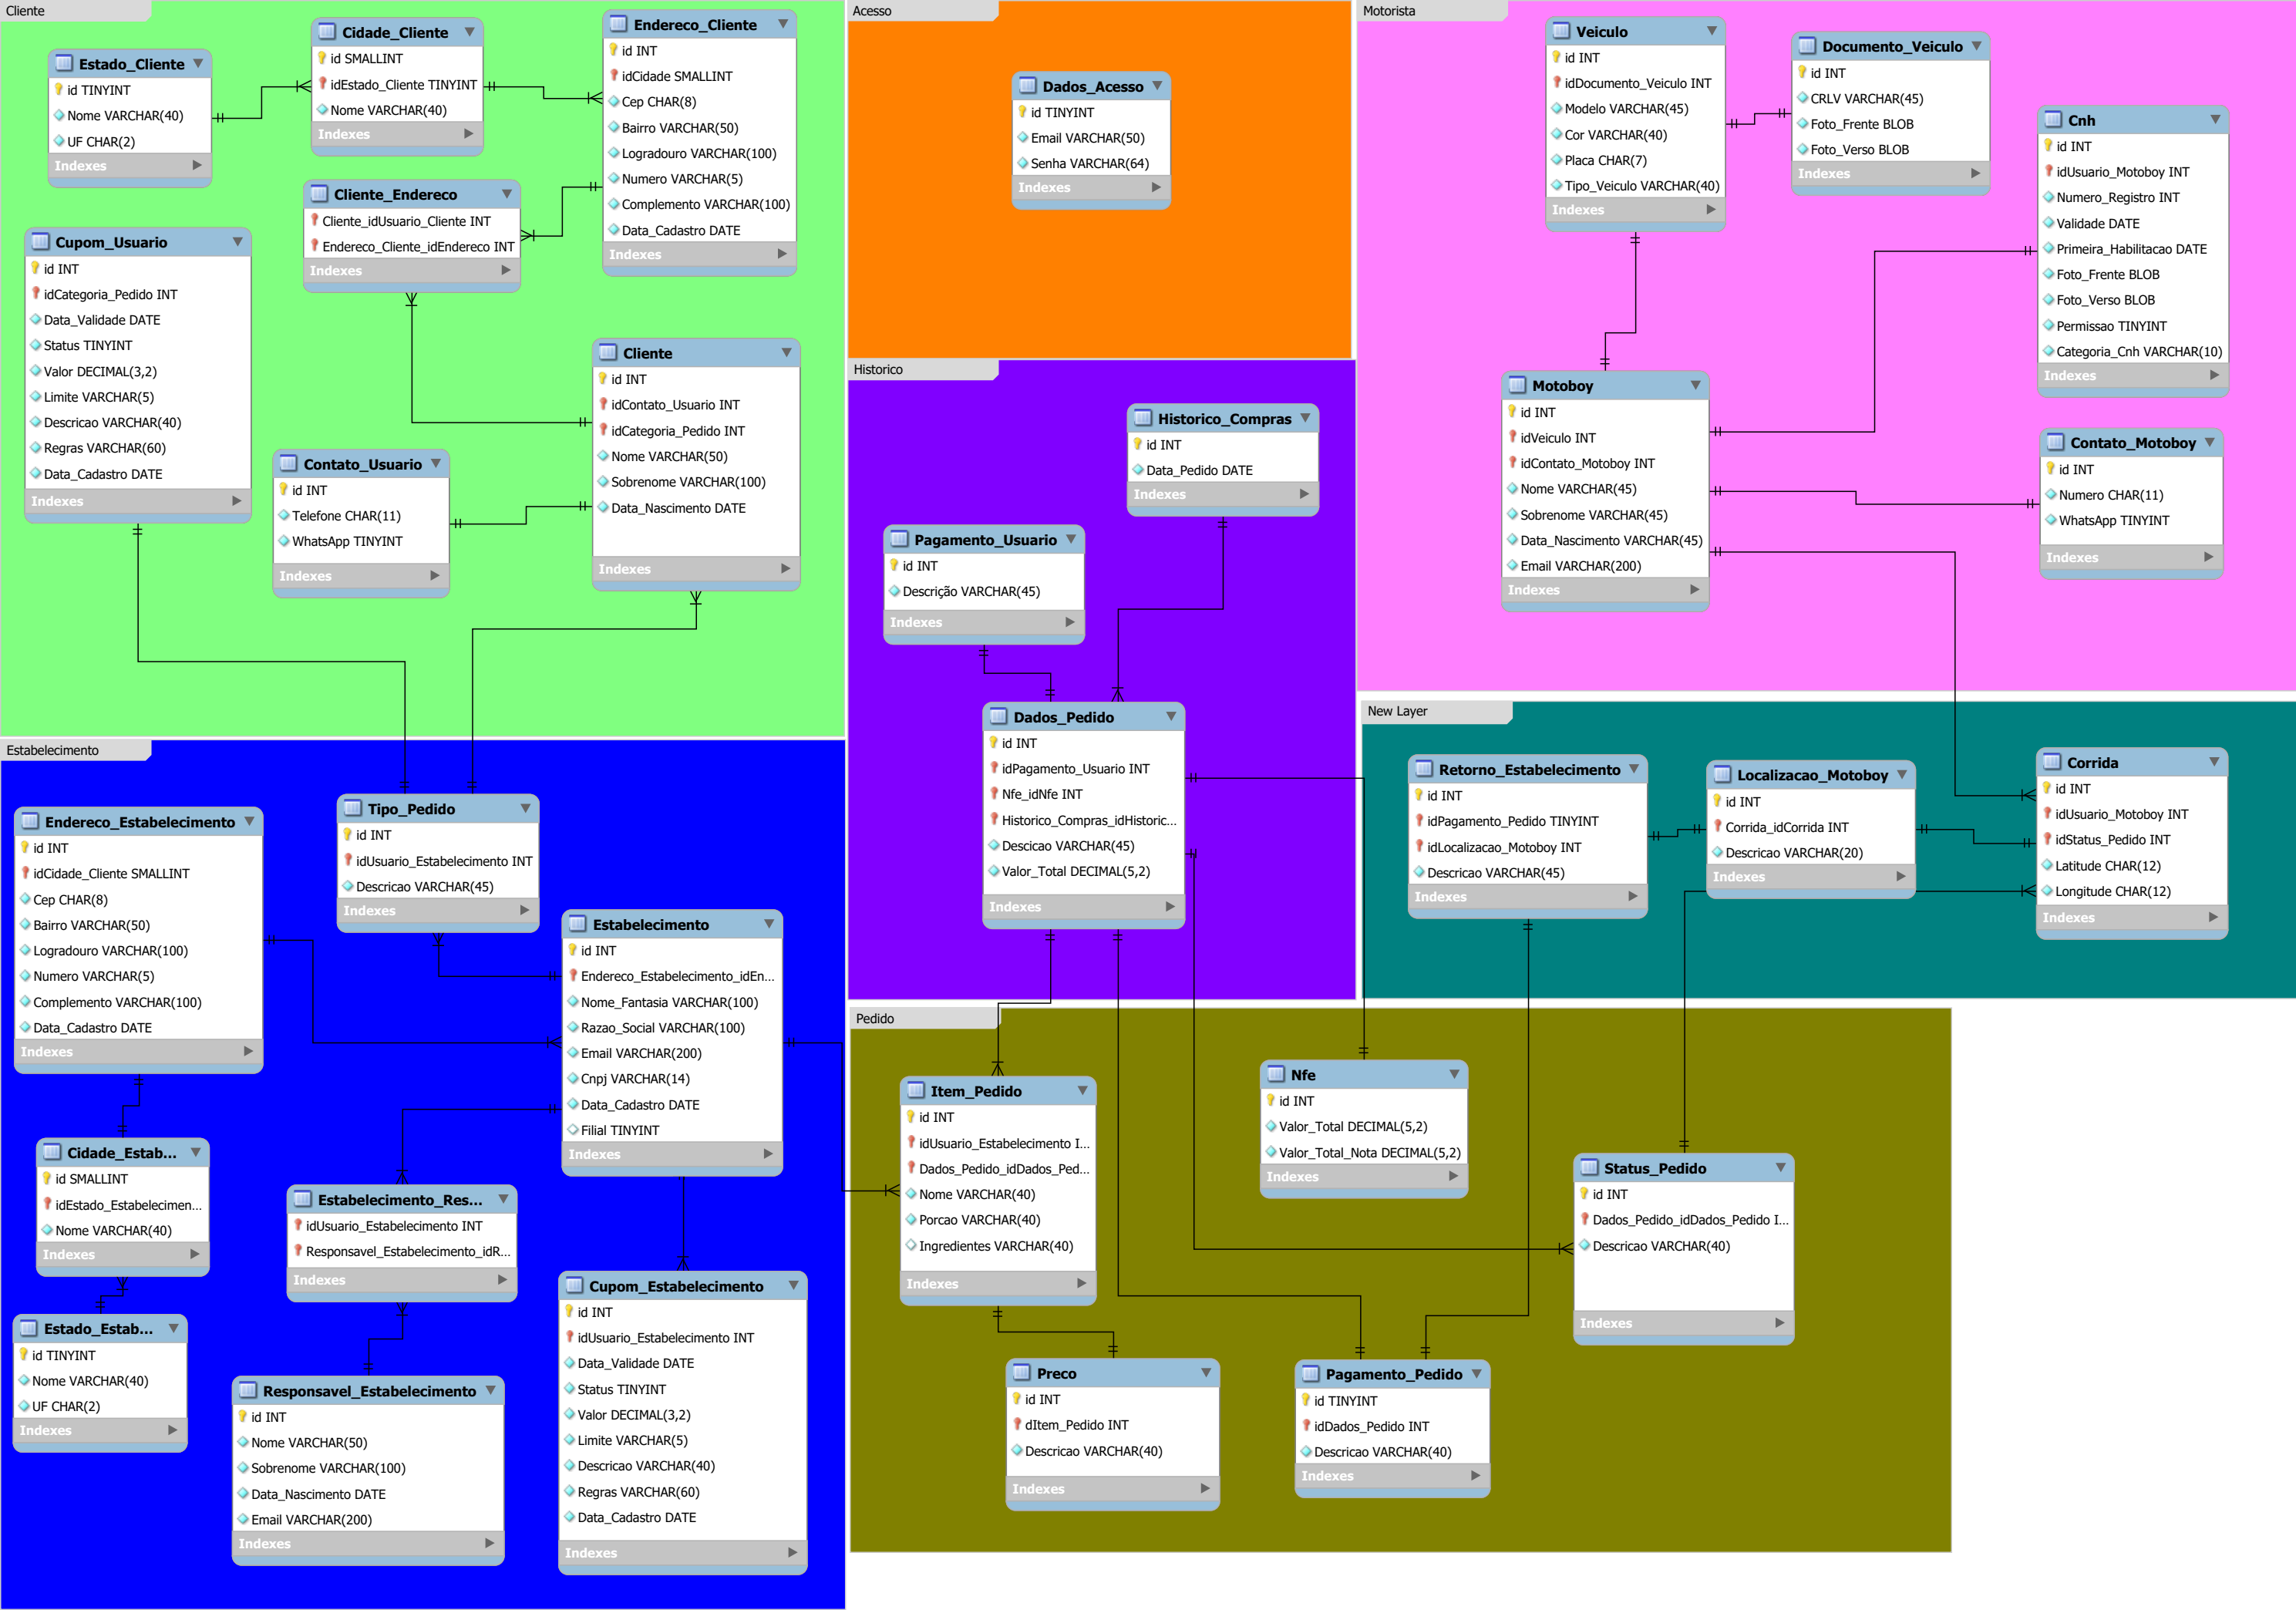 Cliente
Estado_Cliente
id TINYINT
Nome VARCHAR(40)
UF CHAR(2)
Indexes
Cidade_Cliente
id SMALLINT
idEstado_Cliente TINYINT
Nome VARCHAR(40)
Indexes
Endereco_Cliente
id INT
idCidade SMALLINT
Cep CHAR(8)
Bairro VARCHAR(50)
Logradouro VARCHAR(100)
Numero VARCHAR(5)
Complemento VARCHAR(100)
Data_Cadastro DATE
Indexes
Cliente_Endereco
Cliente_idUsuario_Cliente INT
Endereco_Cliente_idEndereco INT
Indexes
Cupom_Usuario
id INT
idCategoria_Pedido INT
Data_Validade DATE
Status TINYINT
Valor DECIMAL(3,2)
Limite VARCHAR(5)
Descricao VARCHAR(40)
Regras VARCHAR(60)
Data_Cadastro DATE
Indexes
Cliente
id INT
idContato_Usuario INT
idCategoria_Pedido INT
Nome VARCHAR(50)
Sobrenome VARCHAR(100)
Data_Nascimento DATE
Indexes
Contato_Usuario
id INT
Telefone CHAR(11)
WhatsApp TINYINT
Indexes
Acesso
Dados_Acesso
id TINYINT
Email VARCHAR(50)
Senha VARCHAR(64)
Indexes
Motorista
Veiculo
id INT
idDocumento_Veiculo INT
Modelo VARCHAR(45)
Cor VARCHAR(40)
Placa CHAR(7)
Tipo_Veiculo VARCHAR(40)
Indexes
Documento_Veiculo
id INT
CRLV VARCHAR(45)
Foto_Frente BLOB
Foto_Verso BLOB
Indexes
Cnh
id INT
idUsuario_Motoboy INT
Numero_Registro INT
Validade DATE
Primeira_Habilitacao DATE
Foto_Frente BLOB
Foto_Verso BLOB
Permissao TINYINT
Categoria_Cnh VARCHAR(10)
Indexes
Motoboy
id INT
idVeiculo INT
idContato_Motoboy INT
Nome VARCHAR(45)
Sobrenome VARCHAR(45)
Data_Nascimento VARCHAR(45)
Email VARCHAR(200)
Indexes
Contato_Motoboy
id INT
Numero CHAR(11)
WhatsApp TINYINT
Indexes
Historico
Historico_Compras
id INT
Data_Pedido DATE
Indexes
Pagamento_Usuario
id INT
Descrição VARCHAR(45)
Indexes
Dados_Pedido
id INT
idPagamento_Usuario INT
Nfe_idNfe INT
Historico_Compras_idHistoric...
Descicao VARCHAR(45)
Valor_Total DECIMAL(5,2)
Indexes
New Layer
Retorno_Estabelecimento
id INT
idPagamento_Pedido TINYINT
idLocalizacao_Motoboy INT
Descricao VARCHAR(45)
Indexes
Localizacao_Motoboy
id INT
Corrida_idCorrida INT
Descricao VARCHAR(20)
Indexes
Corrida
id INT
idUsuario_Motoboy INT
idStatus_Pedido INT
Latitude CHAR(12)
Longitude CHAR(12)
Indexes
Estabelecimento
Endereco_Estabelecimento
id INT
idCidade_Cliente SMALLINT
Cep CHAR(8)
Bairro VARCHAR(50)
Logradouro VARCHAR(100)
Numero VARCHAR(5)
Complemento VARCHAR(100)
Data_Cadastro DATE
Indexes
Tipo_Pedido
id INT
idUsuario_Estabelecimento INT
Descricao VARCHAR(45)
Indexes
Estabelecimento
id INT
Endereco_Estabelecimento_idEn...
Nome_Fantasia VARCHAR(100)
Razao_Social VARCHAR(100)
Email VARCHAR(200)
Cnpj VARCHAR(14)
Data_Cadastro DATE
Filial TINYINT
Indexes
Cidade_Estab...
id SMALLINT
idEstado_Estabelecimen...
Nome VARCHAR(40)
Indexes
Estabelecimento_Res...
idUsuario_Estabelecimento INT
Responsavel_Estabelecimento_idR...
Indexes
Estado_Estab...
id TINYINT
Nome VARCHAR(40)
UF CHAR(2)
Indexes
Responsavel_Estabelecimento
id INT
Nome VARCHAR(50)
Sobrenome VARCHAR(100)
Data_Nascimento DATE
Email VARCHAR(200)
Indexes
Cupom_Estabelecimento
id INT
idUsuario_Estabelecimento INT
Data_Validade DATE
Status TINYINT
Valor DECIMAL(3,2)
Limite VARCHAR(5)
Descricao VARCHAR(40)
Regras VARCHAR(60)
Data_Cadastro DATE
Indexes
Pedido
Item_Pedido
id INT
idUsuario_Estabelecimento I...
Dados_Pedido_idDados_Ped...
Nome VARCHAR(40)
Porcao VARCHAR(40)
Ingredientes VARCHAR(40)
Indexes
Nfe
id INT
Valor_Total DECIMAL(5,2)
Valor_Total_Nota DECIMAL(5,2)
Indexes
Status_Pedido
id INT
Dados_Pedido_idDados_Pedido I...
Descricao VARCHAR(40)
Indexes
Preco
id INT
dItem_Pedido INT
Descricao VARCHAR(40)
Indexes
Pagamento_Pedido
id TINYINT
idDados_Pedido INT
Descricao VARCHAR(40)
Indexes